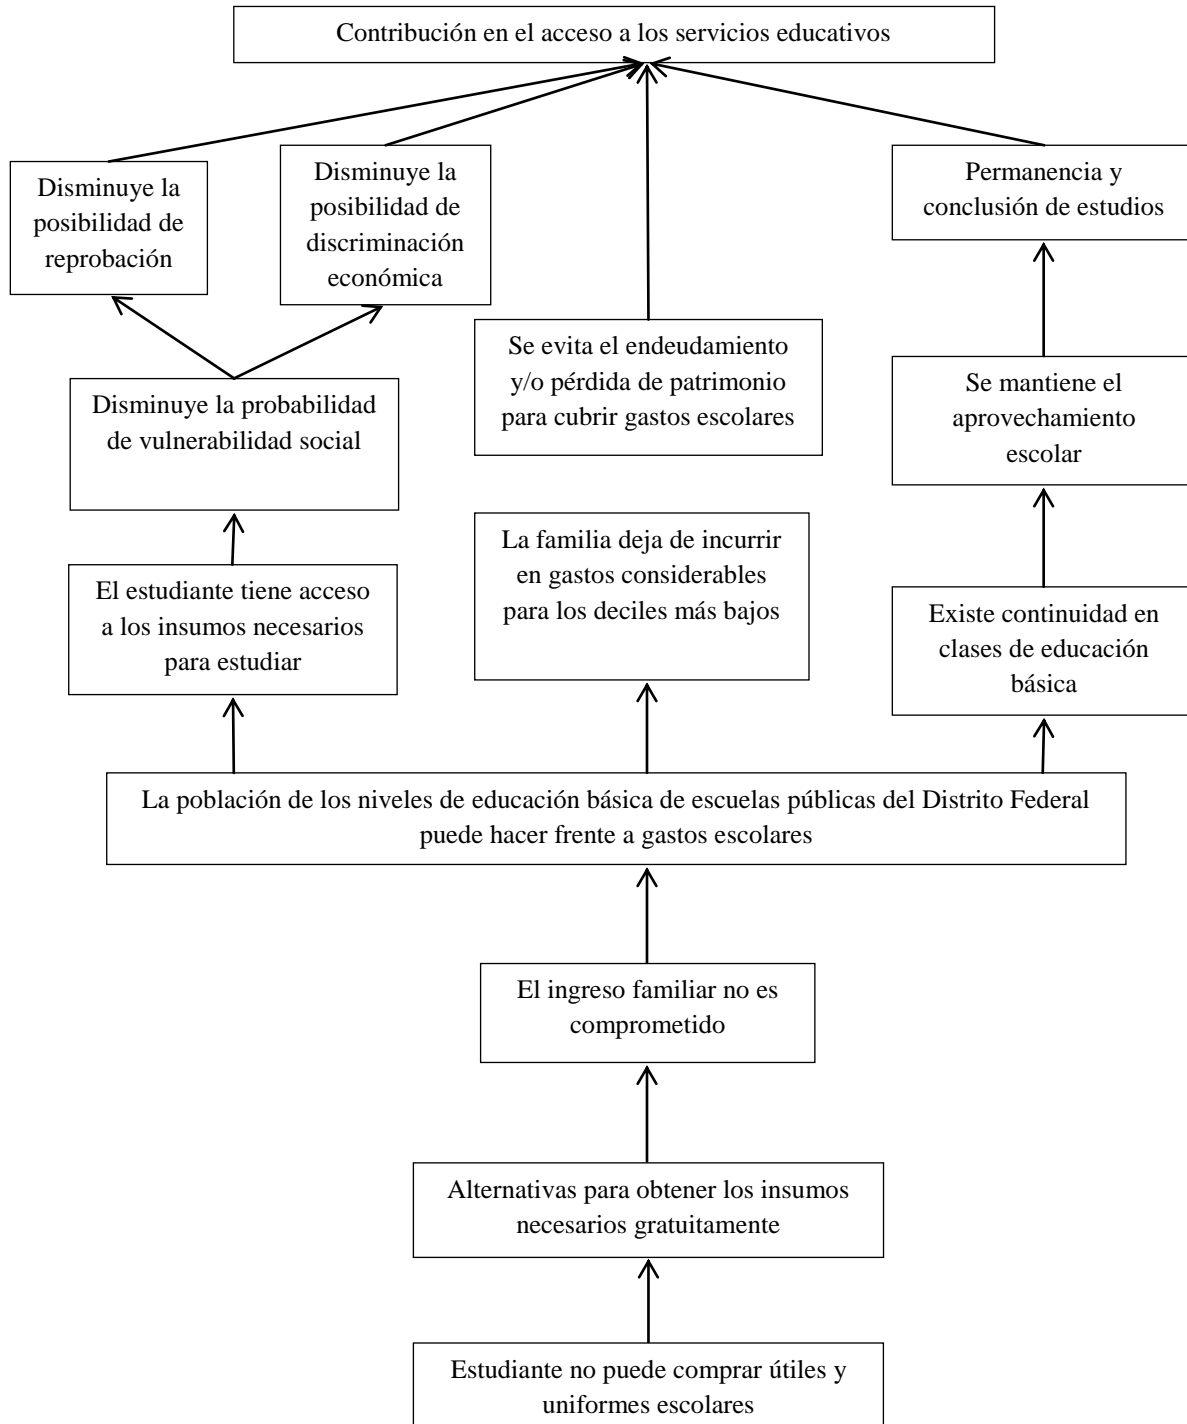 Contribución en el acceso a los servicios educativos
Disminuye la
posibilidad de
reprobación
Disminuye la
posibilidad de
discriminación
económica
Permanencia y
conclusión de estudios
Se evita el endeudamiento
y/o pérdida de patrimonio
para cubrir gastos escolares
Disminuye la probabilidad
de vulnerabilidad social
Se mantiene el
aprovechamiento
escolar
La familia deja de incurrir
en gastos considerables
para los deciles más bajos
El estudiante tiene acceso
a los insumos necesarios
para estudiar
Existe continuidad en
clases de educación
básica
La población de los niveles de educación básica de escuelas públicas del Distrito Federal
puede hacer frente a gastos escolares
El ingreso familiar no es
comprometido
Alternativas para obtener los insumos
necesarios gratuitamente
Estudiante no puede comprar útiles y
uniformes escolares